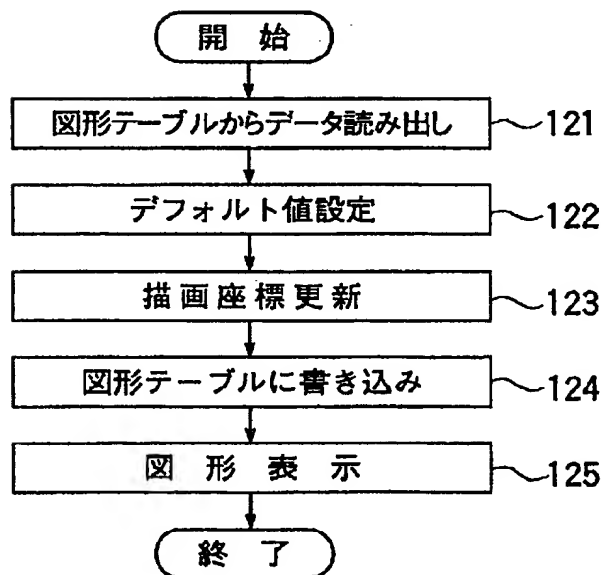 開始
図形テーブルからデータ読み出し 121
デフォルト値設定 122
描画座標更新 123
図形テーブルに書き込み 124
図形表示 125
終了